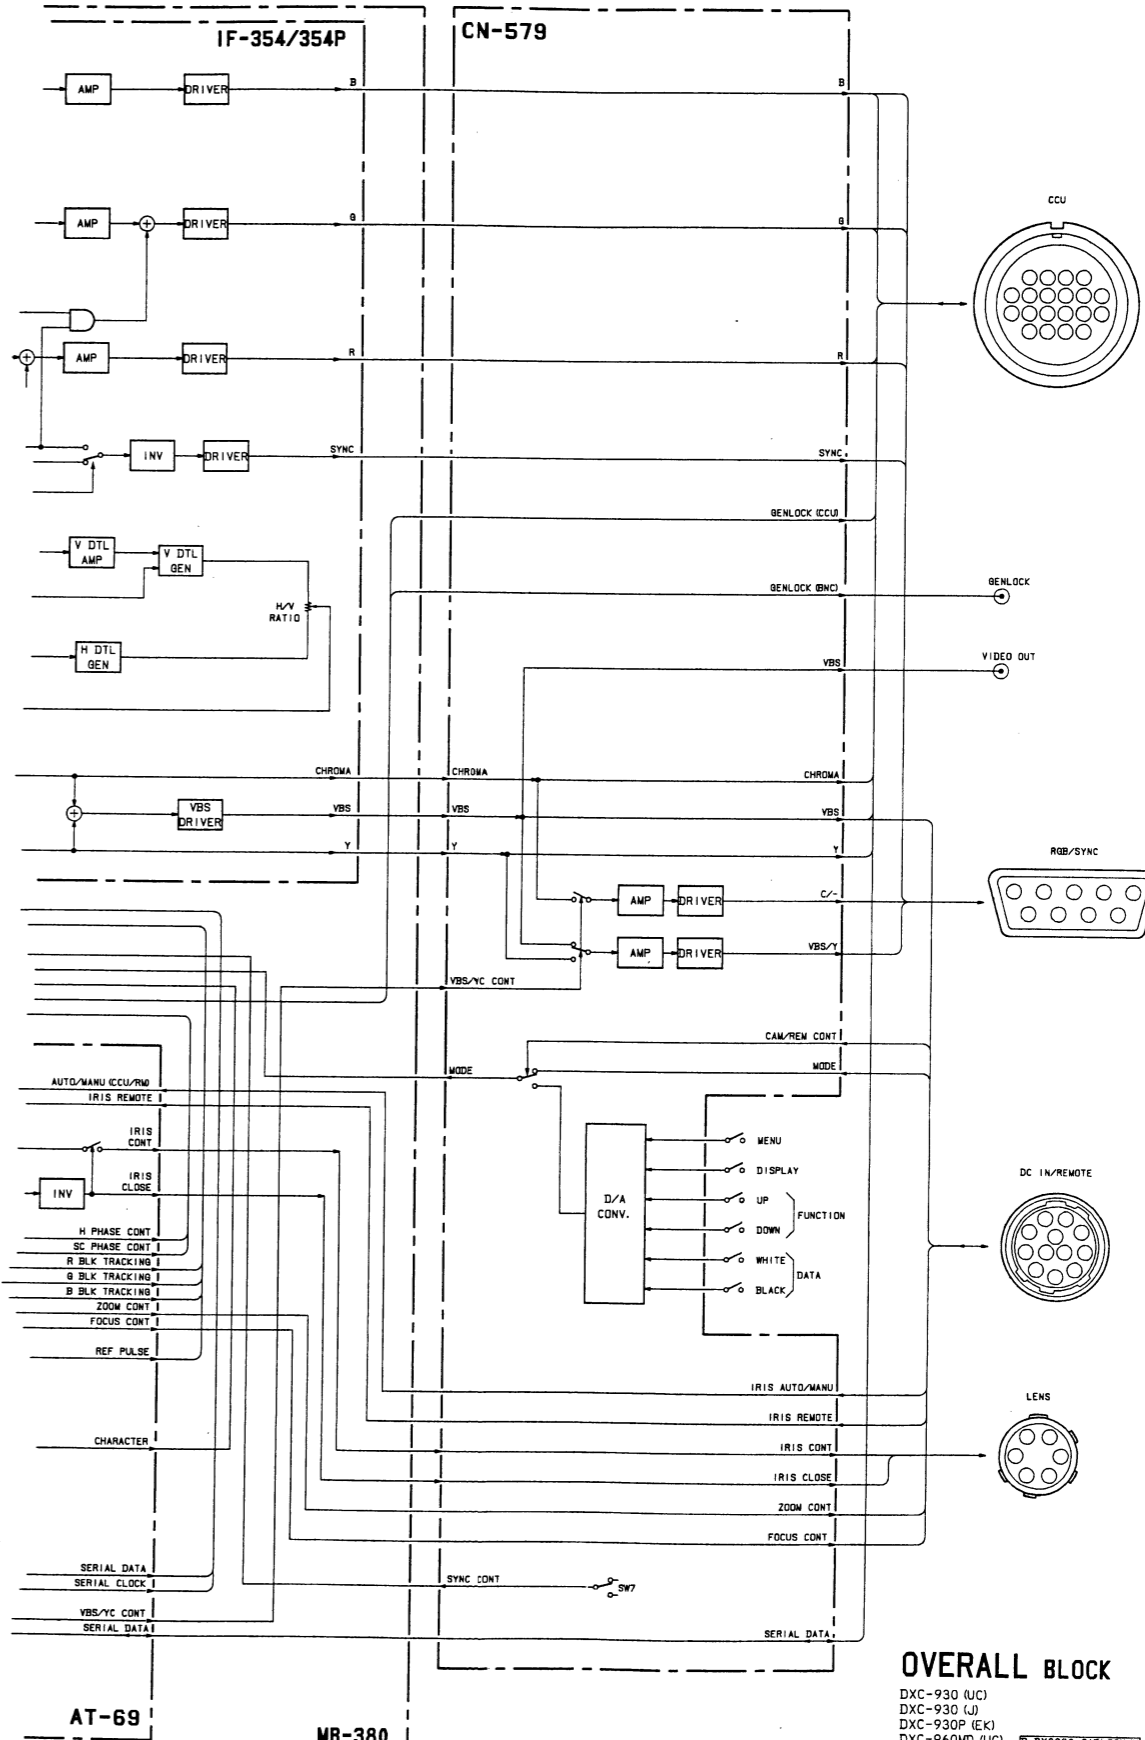 IF-354/354P
CN-579
AMP
DRIVER
B
B
CCU
AMP
DRIVER
G
G
AMP
DRIVER
R
R
INV
DRIVER
SYNC
SYNC
GENLOCK (CCU)
V DTL
AMP
V DTL
GEN
GENLOCK (BNC)
GENLOCK
H/V
RATIO
H DTL
GEN
VBS
VIDEO OUT
CHROMA
CHROMA
CHROMA
VBS
DRIVER
VBS
VBS
VBS
Y
Y
Y
RGB/SYNC
AMP
DRIVER
C/-
AMP
DRIVER
VBS/Y
VBS/YC CONT
CAM/REM CONT
MODE
MODE
AUTO/MANU (CCU/RM)
IRIS REMOTE
IRIS
CONT
IRIS
CLOSE
INV
D/A
CONV.
MENU
DISPLAY
UP
DOWN
FUNCTION
WHITE
BLACK
DATA
DC IN/REMOTE
H PHASE CONT
SC PHASE CONT
R BLK TRACKING
G BLK TRACKING
B BLK TRACKING
ZOOM CONT
FOCUS CONT
REF PULSE
IRIS AUTO/MANU
IRIS REMOTE
LENS
CHARACTER
IRIS CONT
IRIS CLOSE
ZOOM CONT
FOCUS CONT
SERIAL DATA
SERIAL CLOCK
SYNC CONT
SW7
VBS/YC CONT
SERIAL DATA
SERIAL DATA
OVERALL BLOCK
DXC-930 (UC)
DXC-930 (J)
DXC-930P (EK)
DXC-960MD (UC)
AT-69
MB-380